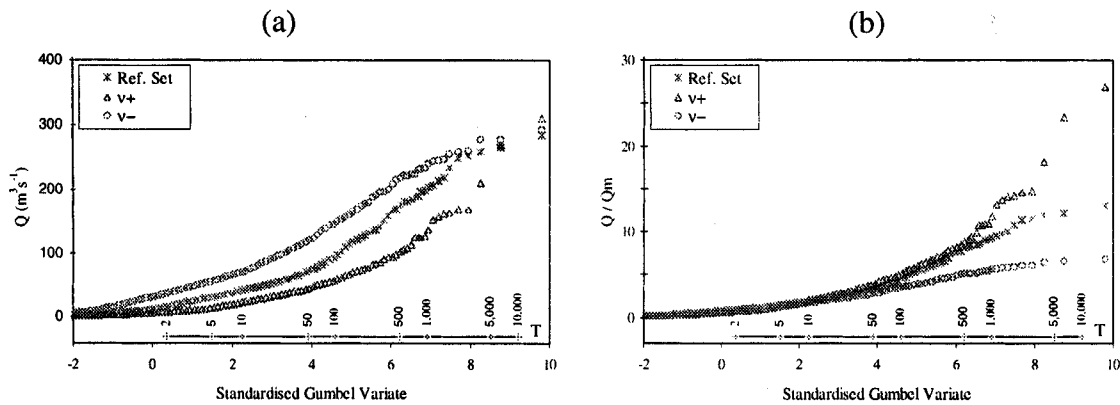 (a)
(b)
400
300
200
100
0
Q (m³s⁻¹)
Ref. Set
ν+
ν−
2
5
10
50
100
500
1,000
5,000
10,000
T
-2
0
2
4
6
8
10
Standardised Gumbel Variate
30
20
10
0
Q / Qm
Ref. Set
ν+
ν−
2
5
10
50
100
500
1,000
5,000
10,000
T
-2
0
2
4
6
8
10
Standardised Gumbel Variate